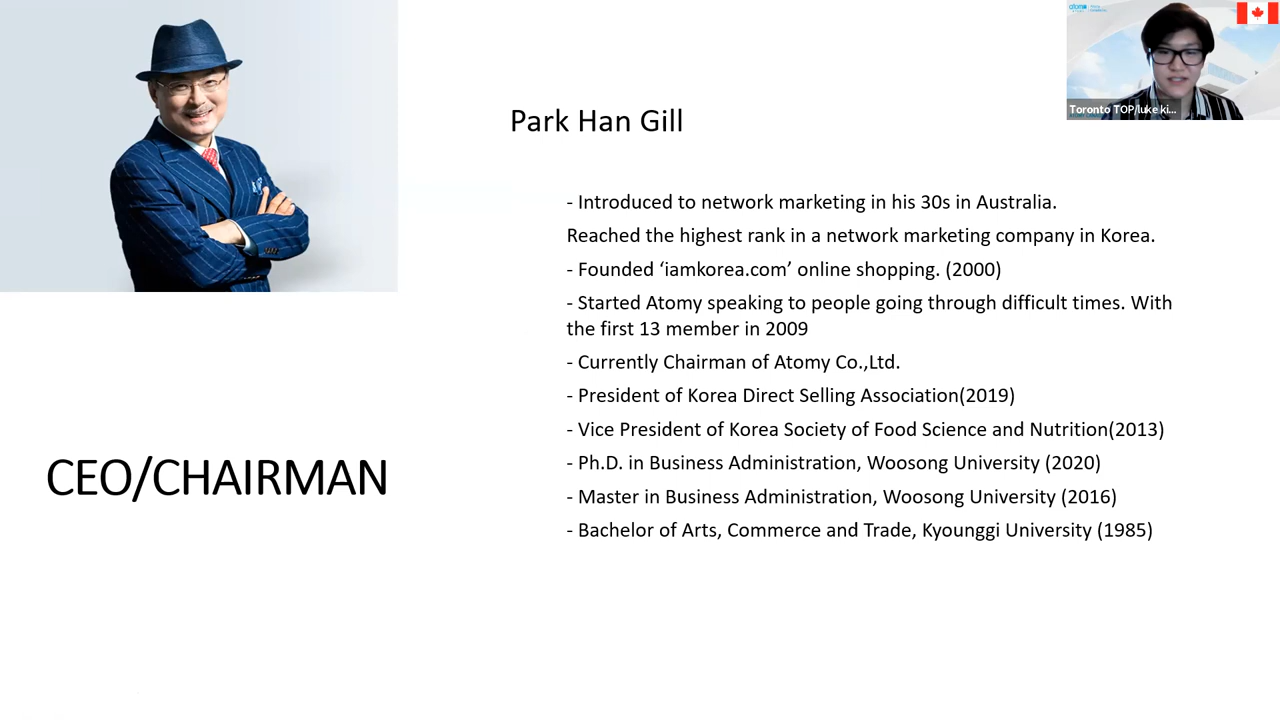 Park Han Gill
- Introduced to network marketing in his 30s in Australia.
Reached the highest rank in a network marketing company in Korea.
- Founded ‘iamkorea.com’ online shopping. (2000)
- Started Atomy speaking to people going through difficult times. With
the first 13 member in 2009
- Currently Chairman of Atomy Co.,Ltd.
- President of Korea Direct Selling Association(2019)
- Vice President of Korea Society of Food Science and Nutrition(2013)
- Ph.D. in Business Administration, Woosong University (2020)
- Master in Business Administration, Woosong University (2016)
- Bachelor of Arts, Commerce and Trade, Kyounggi University (1985)
CEO/CHAIRMAN
Toronto TOP/luke ki...